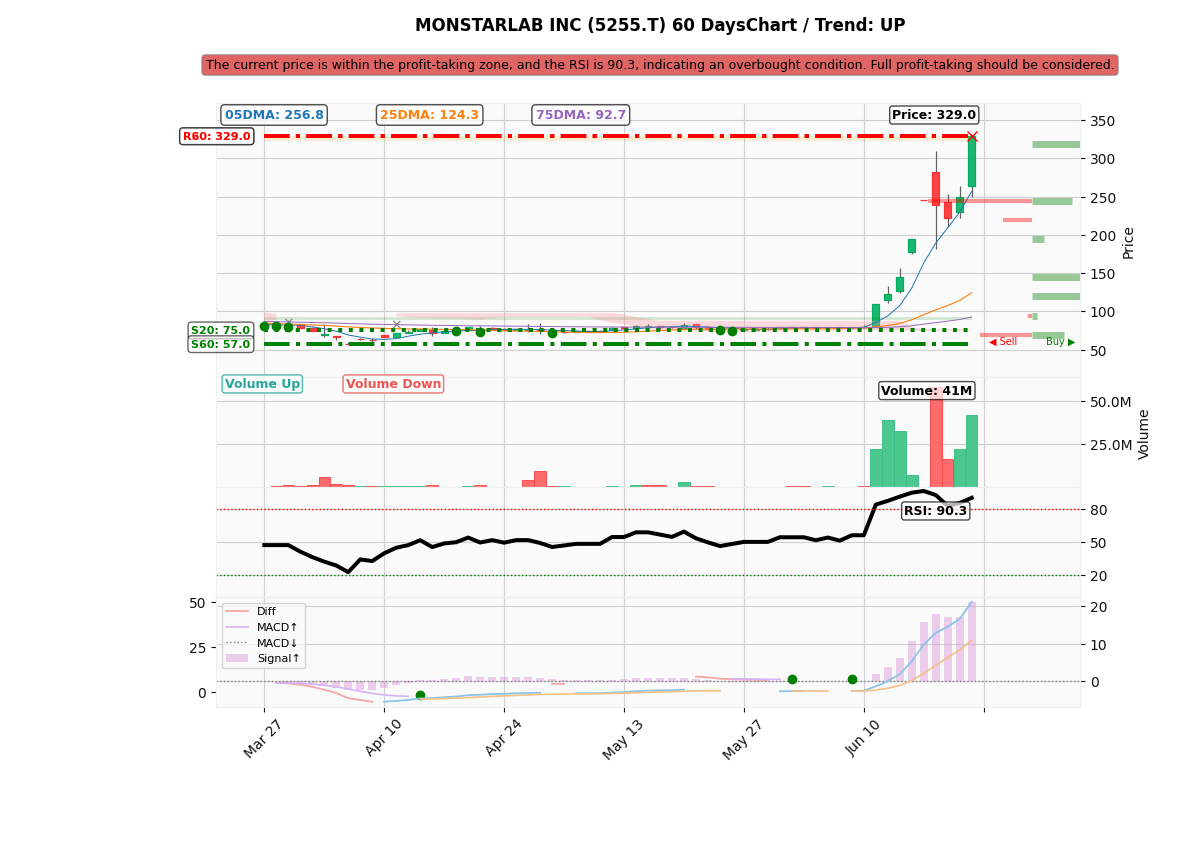 MONSTARLAB INC (5255.T) 60 DaysChart / Trend: UP
The current price is within the profit-taking zone, and the RSI is 90.3, indicating an overbought condition. Full profit-taking should be considered.
05DMA: 256.8
25DMA: 124.3
75DMA: 92.7
Price: 329.0
R60: 329.0
S20: 75.0
S60: 57.0
350
300
250
200
150
100
50
Price
◀ Sell
Buy ▶
Volume Up
Volume Down
Volume: 41M
50.0M
25.0M
Volume
RSI: 90.3
80
50
20
Diff
MACD↑
MACD↓
Signal↑
50
25
0
20
10
0
Mar 27
Apr 10
Apr 24
May 13
May 27
Jun 10